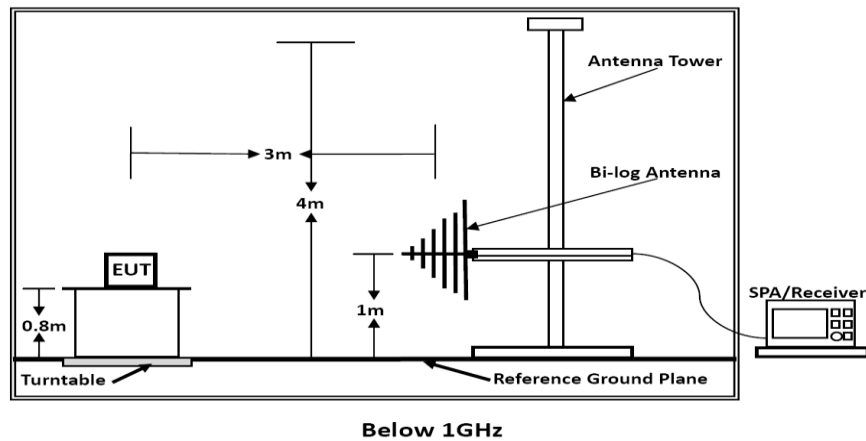 Antenna Tower
3m
Bi-log Antenna
4m
EUT
SPA/Receiver
1m
0.8m
Turntable
Reference Ground Plane
Below 1GHz